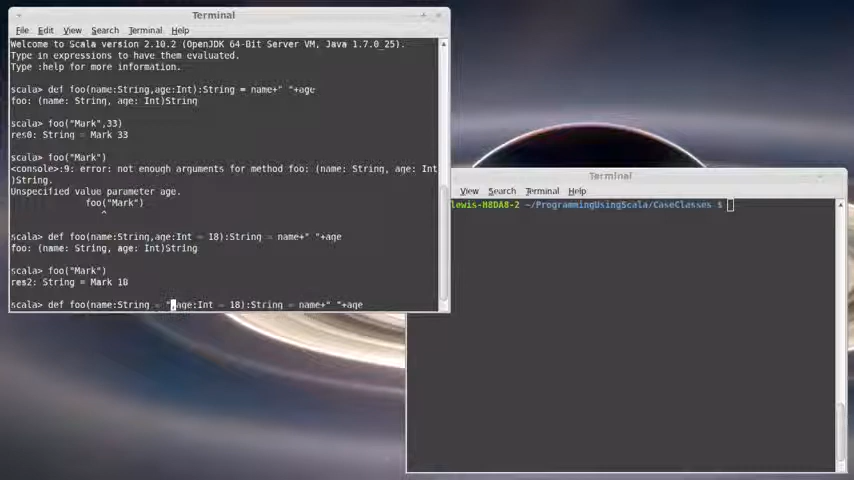 Terminal
File Edit View Search Terminal Help
Welcome to Scala version 2.10.2 (OpenJDK 64-Bit Server VM, Java 1.7.0_25).
Type in expressions to have them evaluated.
Type :help for more information.
scala> def foo(name:String,age:Int):String = name+" "+age
foo: (name: String, age: Int)String
scala> foo("Mark",33)
res0: String = Mark 33
scala> foo("Mark")
<console>:9: error: not enough arguments for method foo: (name: String, age: Int
)String.
Unspecified value parameter age.
foo("Mark")
^
scala> def foo(name:String,age:Int = 18):String = name+" "+age
foo: (name: String, age: Int)String
scala> foo("Mark")
res2: String = Mark 18
scala> def foo(name:String = ",age:Int = 18):String = name+" "+age
Terminal
View Search Terminal Help
lewis-H8DA8-2 ~/ProgrammingUsingScala/CaseClasses $